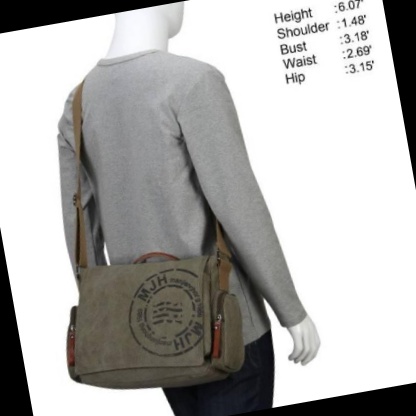 Height :6.07'
Shoulder :1.48'
Bust :3.18'
Waist :2.69'
Hip :3.15'
MJH
MJH